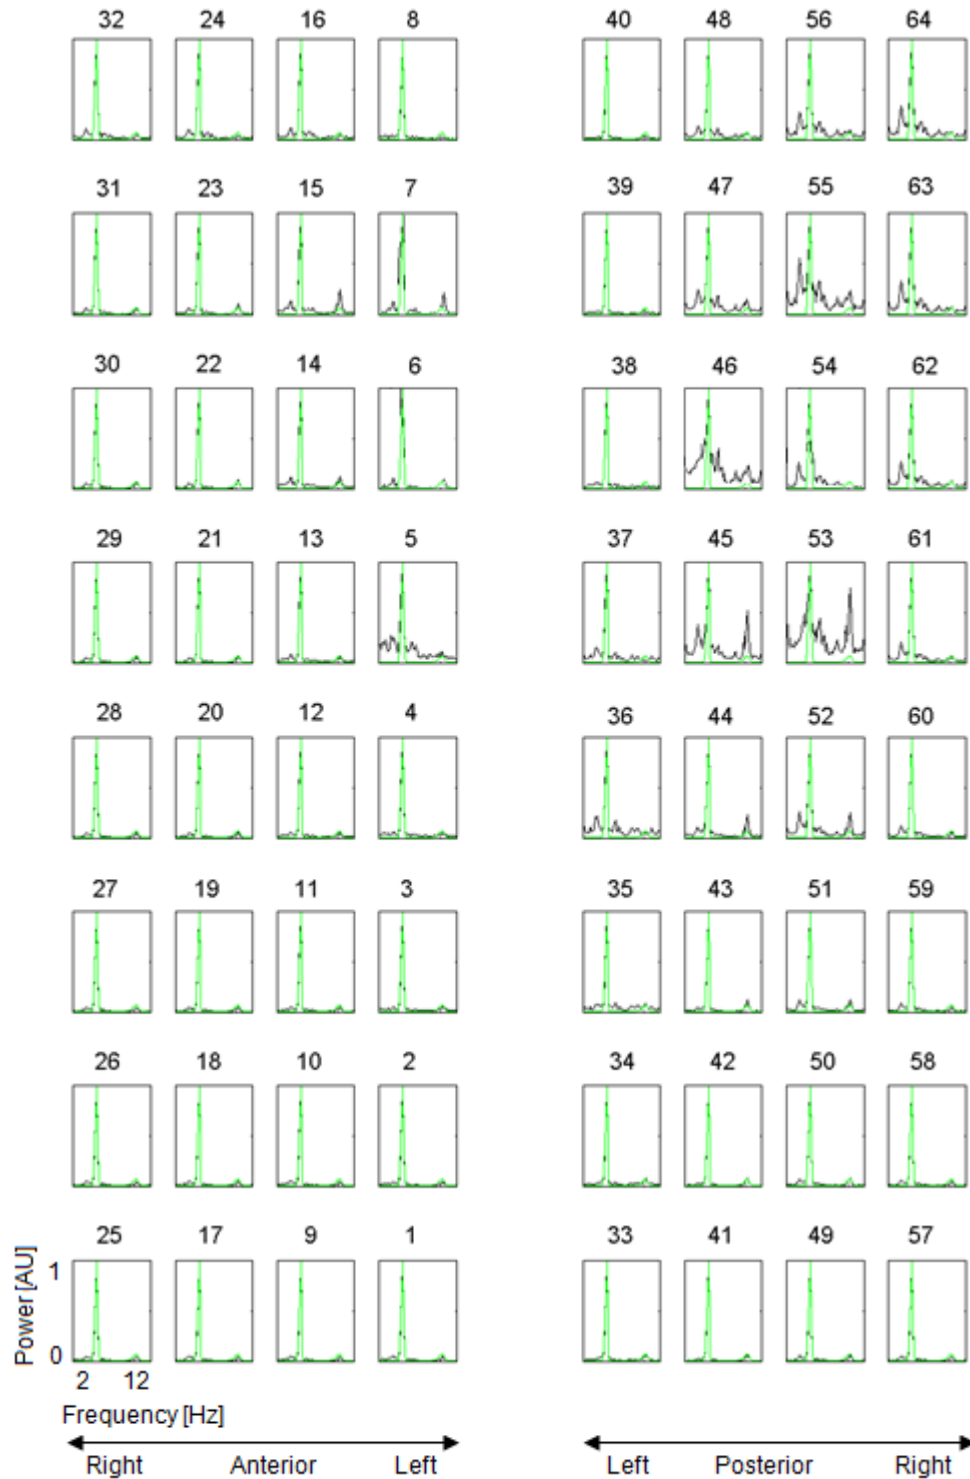 32 24 16 8 40 48 56 64
31 23 15 7 39 47 55 63
30 22 14 6 38 46 54 62
29 21 13 5 37 45 53 61
28 20 12 4 36 44 52 60
27 19 11 3 35 43 51 59
26 18 10 2 34 42 50 58
25 17 9 1 33 41 49 57
Power [AU]
1
0
2 12
Frequency [Hz]
Right Anterior Left Left Posterior Right